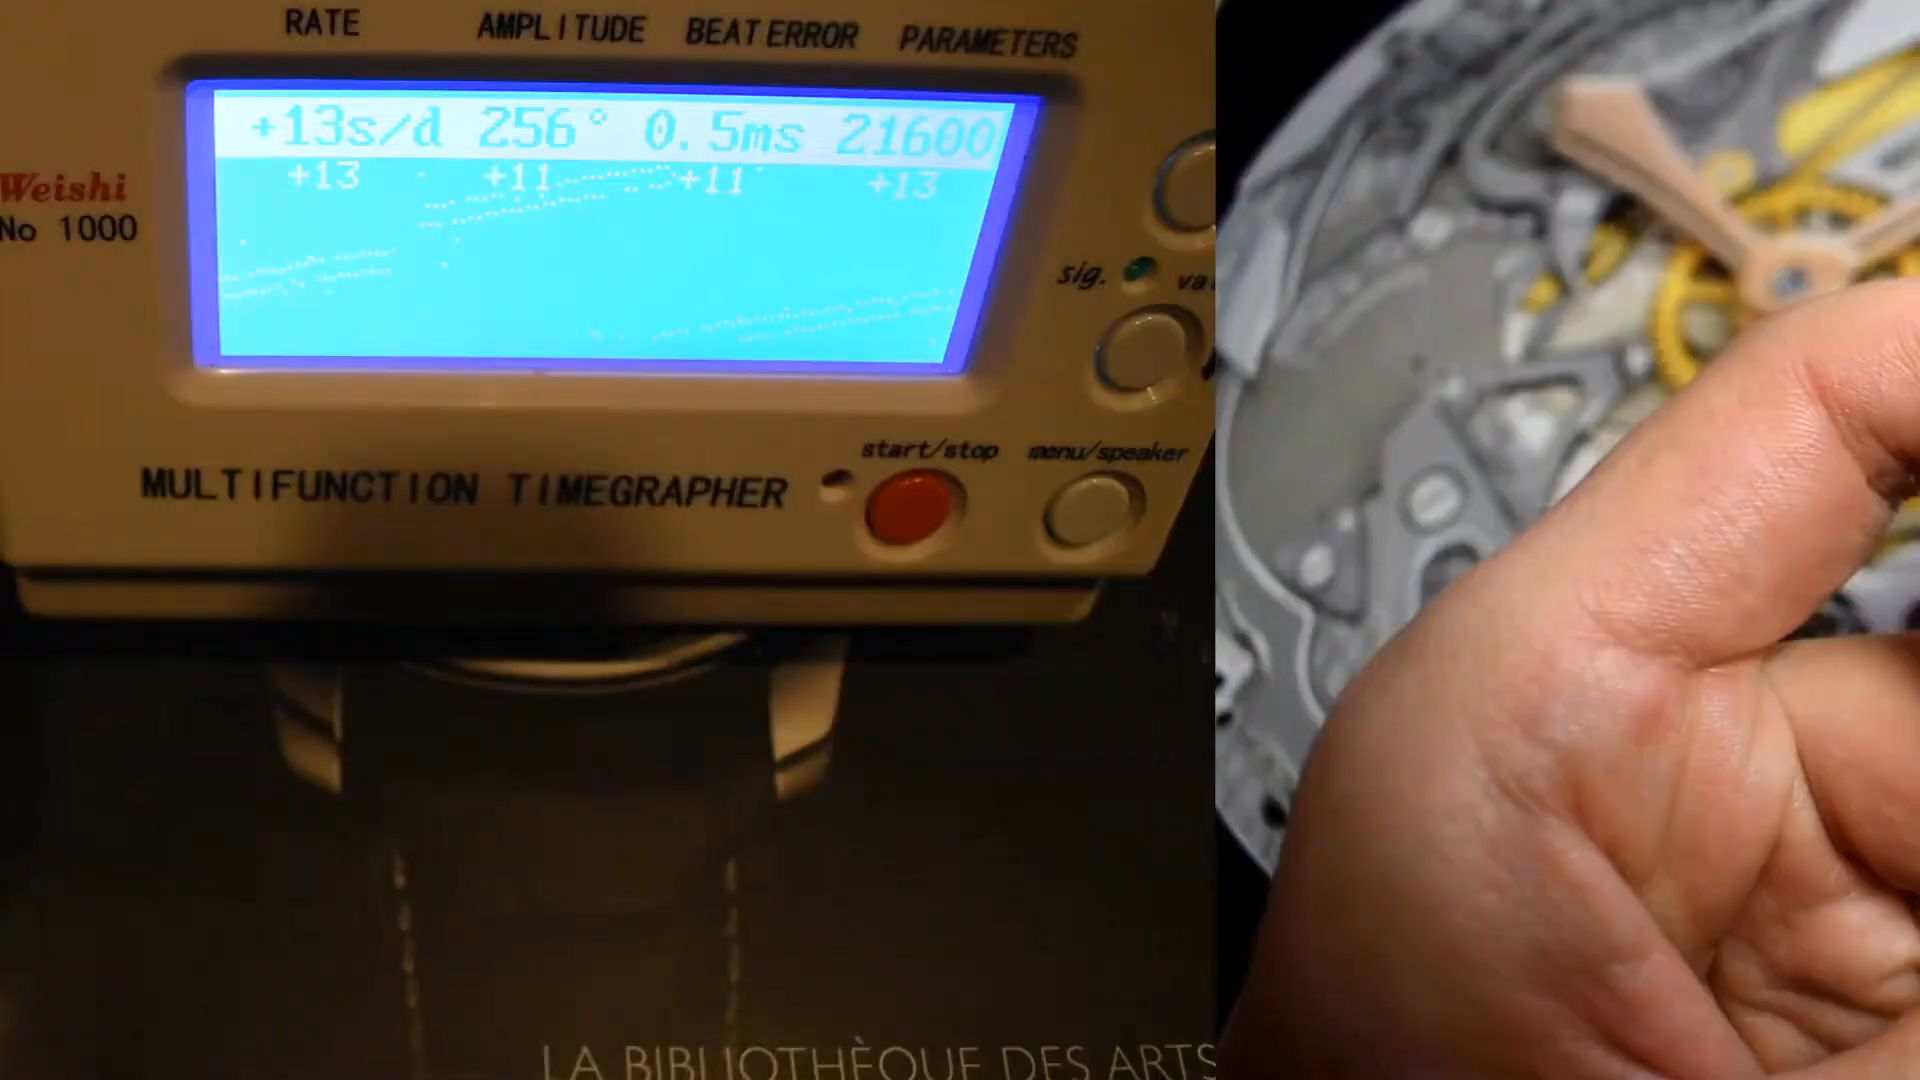 RATE AMPLITUDE BEAT ERROR PARAMETERS
+13s/d 256° 0.5ms 21600
+13 +11 +11 +13
Weishi
No 1000
sig.
start/stop menu/speaker
MULTIFUNCTION TIMEGRAPHER
LA BIBLIOTHÈQUE DES ARTS